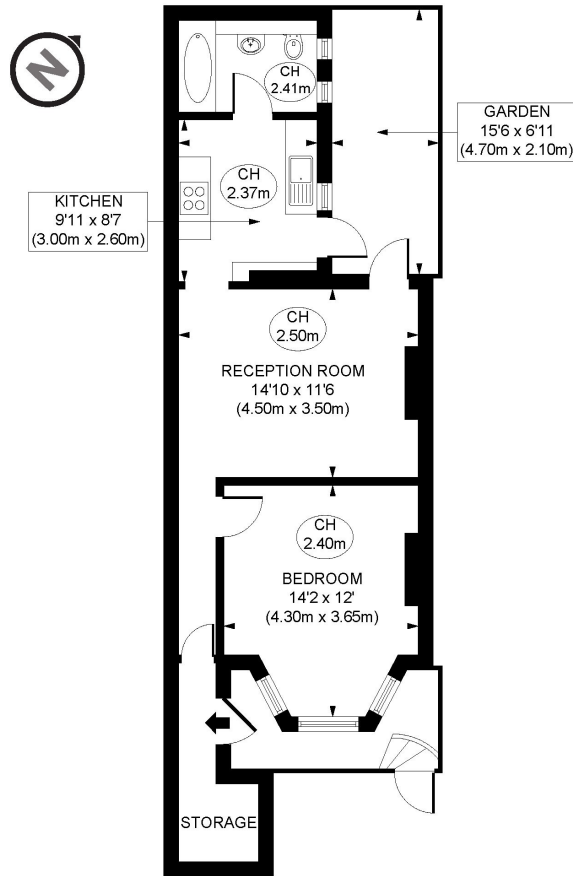 N
CH
2.41m
GARDEN
15'6 x 6'11
(4.70m x 2.10m)
CH
2.37m
KITCHEN
9'11 x 8'7
(3.00m x 2.60m)
CH
2.50m
RECEPTION ROOM
14'10 x 11'6
(4.50m x 3.50m)
CH
2.40m
BEDROOM
14'2 x 12'
(4.30m x 3.65m)
STORAGE